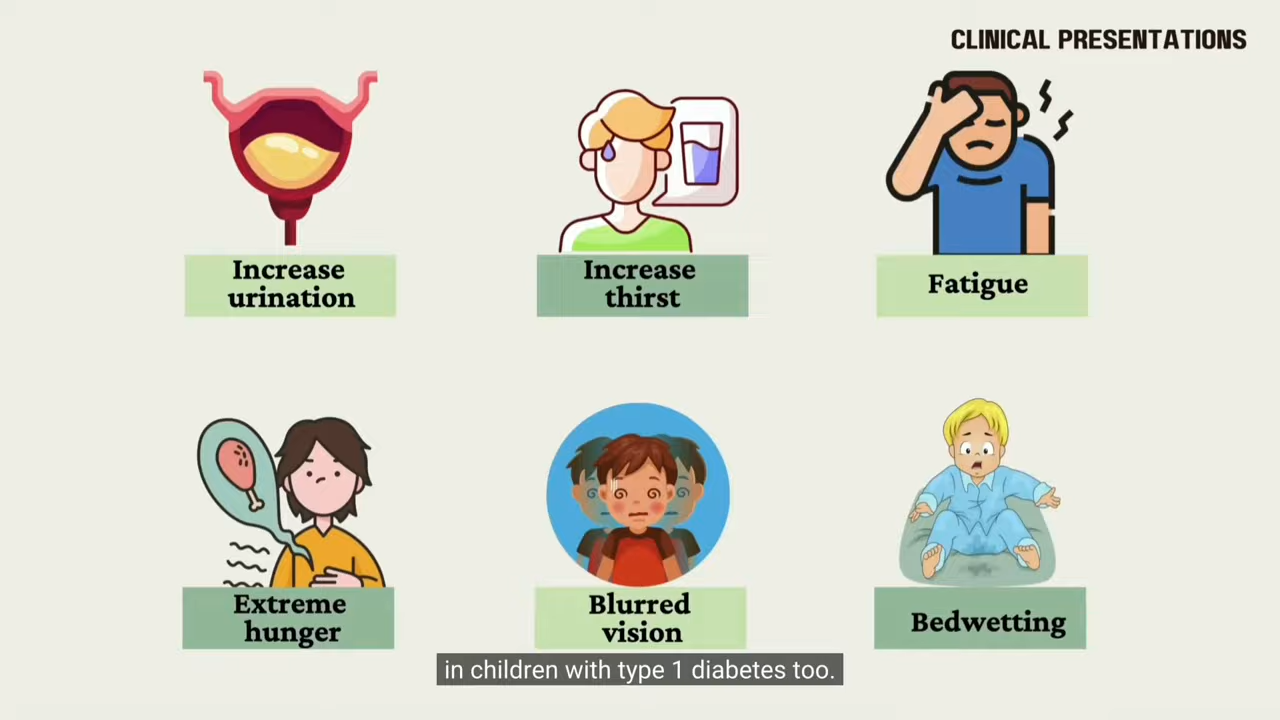 CLINICAL PRESENTATIONS
Increase
urination
Increase
thirst
Fatigue
Extreme
hunger
Blurred
vision
Bedwetting
in children with type 1 diabetes too.